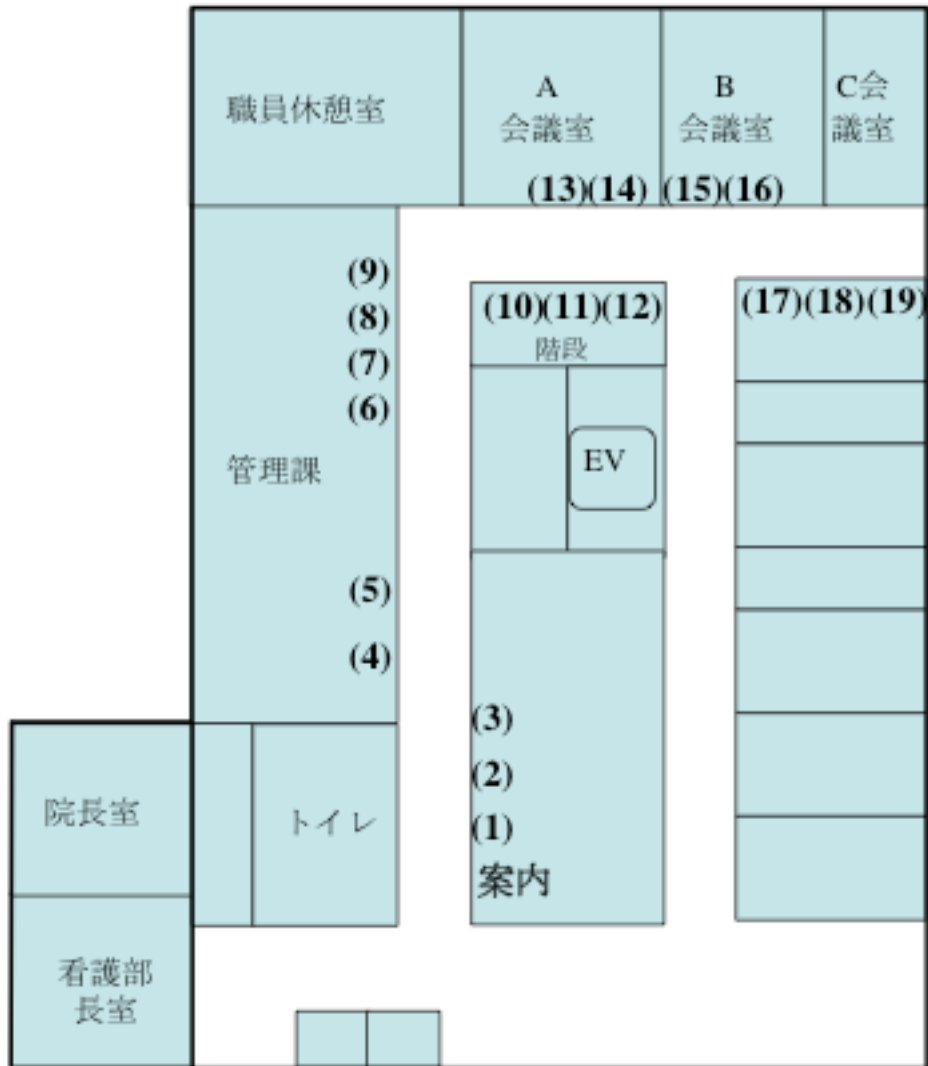 職員休憩室
A
会議室
B
会議室
C会
議室
(13)(14)
(15)(16)
(9)
(8)
(7)
(6)
管理課
(5)
(4)
(10)(11)(12)
階段
EV
(17)(18)(19)
(3)
(2)
(1)
案内
院長室
トイレ
看護部
長室